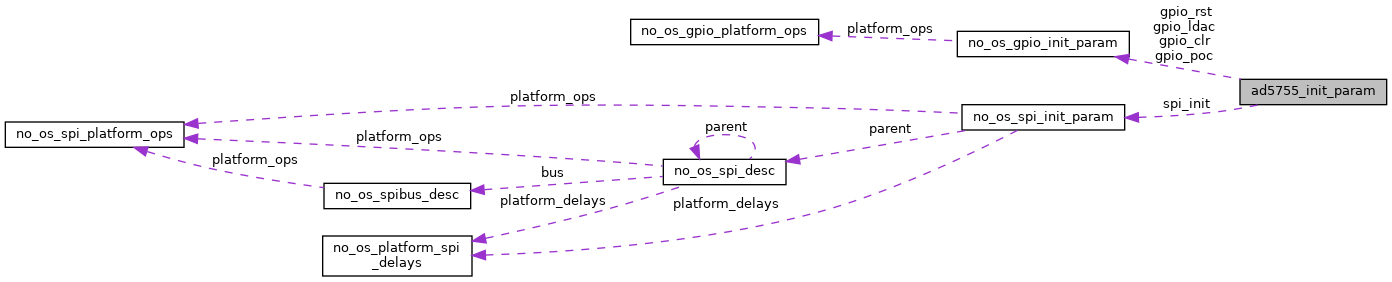 gpio_rst
gpio_ldac
gpio_clr
gpio_poc
no_os_gpio_platform_ops
platform_ops
no_os_gpio_init_param
ad5755_init_param
platform_ops
spi_init
no_os_spi_init_param
no_os_spi_platform_ops
platform_ops
parent
parent
platform_ops
bus
no_os_spi_desc
no_os_spibus_desc
platform_delays
platform_delays
no_os_platform_spi
_delays